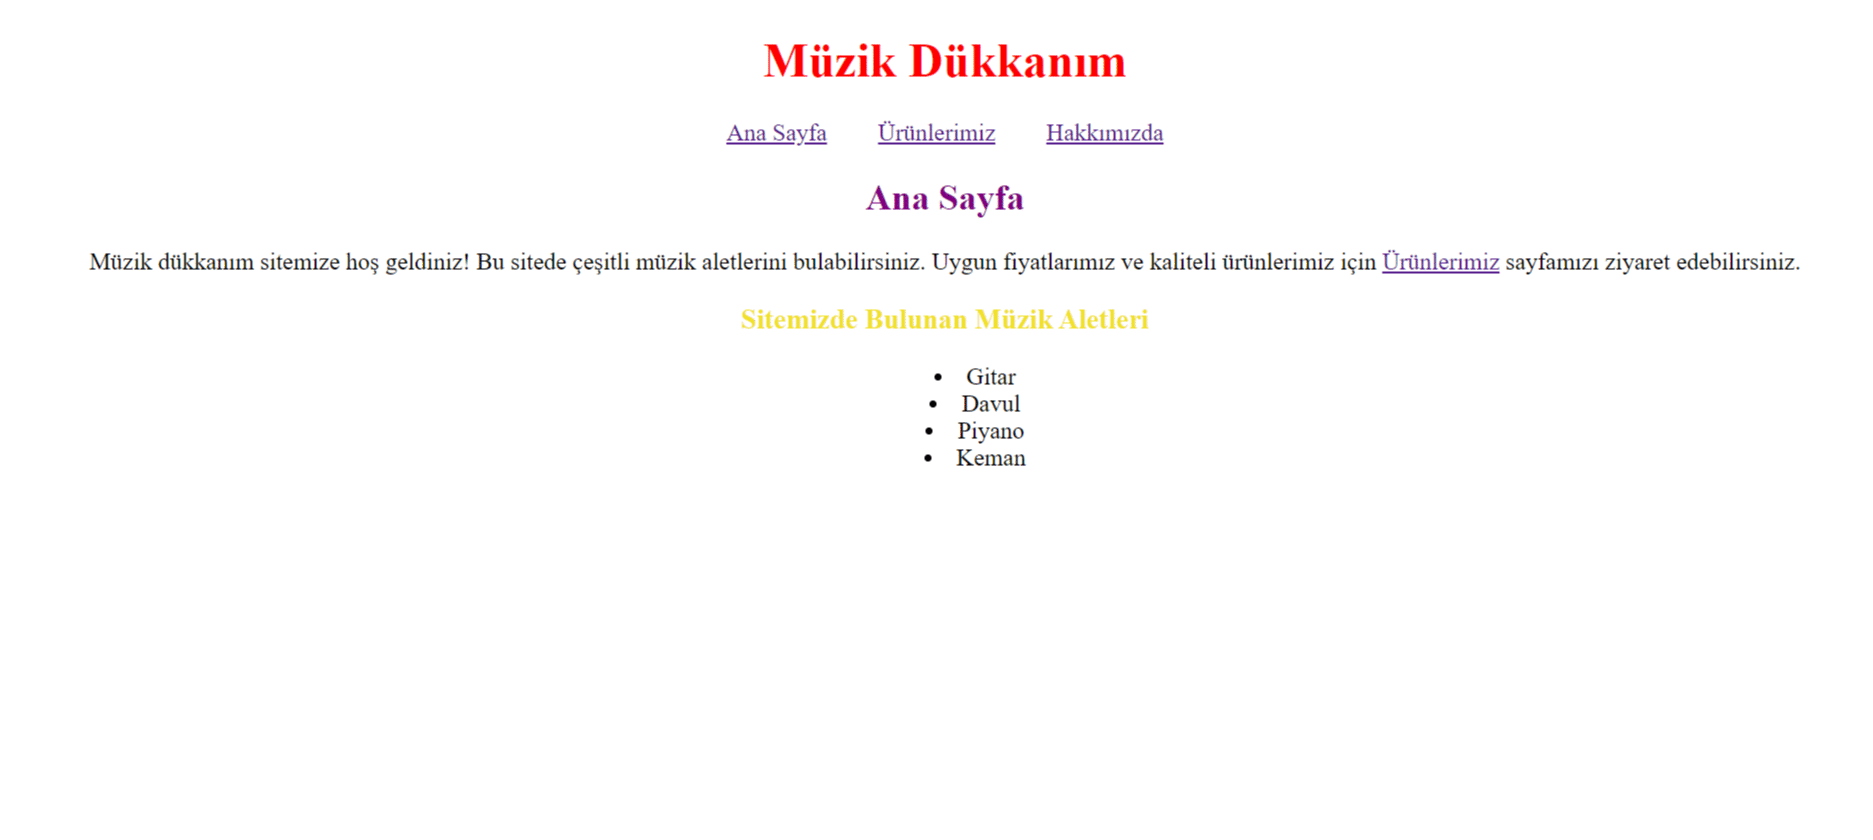 Müzik Dükkanım
Ana Sayfa Ürünlerimiz Hakkımızda
Ana Sayfa
Müzik dükkanım sitemize hoş geldiniz! Bu sitede çeşitli müzik aletlerini bulabilirsiniz. Uygun fiyatlarımız ve kaliteli ürünlerimiz için Ürünlerimiz sayfamızı ziyaret edebilirsiniz.
Sitemizde Bulunan Müzik Aletleri
• Gitar
• Davul
• Piyano
• Keman